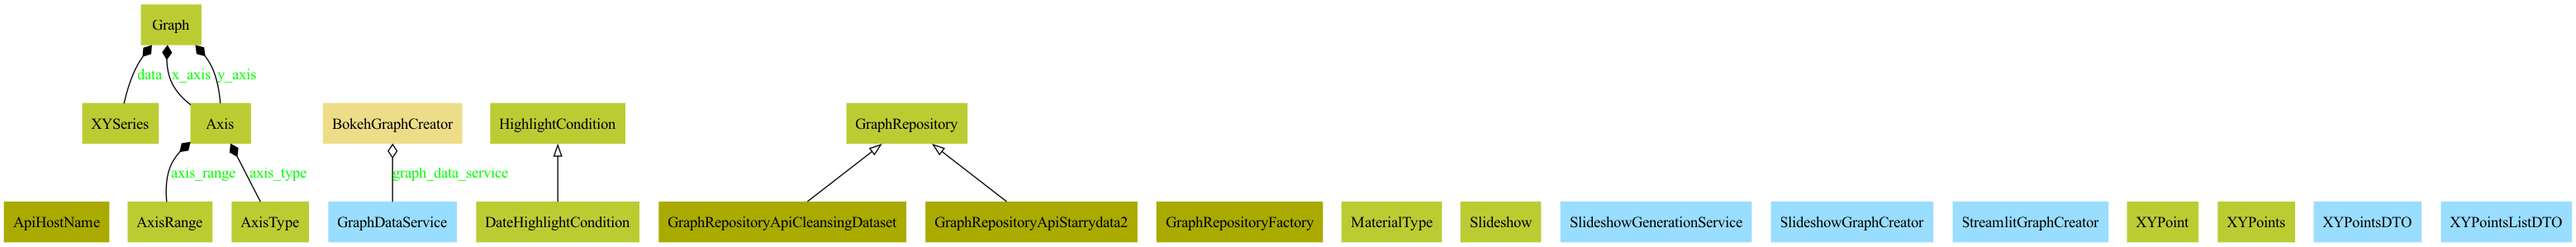 Graph
data
x_axis
y_axis
XYSeries
Axis
BokehGraphCreator
HighlightCondition
GraphRepository
axis_range
axis_type
graph_data_service
ApiHostName
AxisRange
AxisType
GraphDataService
DateHighlightCondition
GraphRepositoryApiCleansingDataset
GraphRepositoryApiStarrydata2
GraphRepositoryFactory
MaterialType
Slideshow
SlideshowGenerationService
SlideshowGraphCreator
StreamlitGraphCreator
XYPoint
XYPoints
XYPointsDTO
XYPointsListDTO